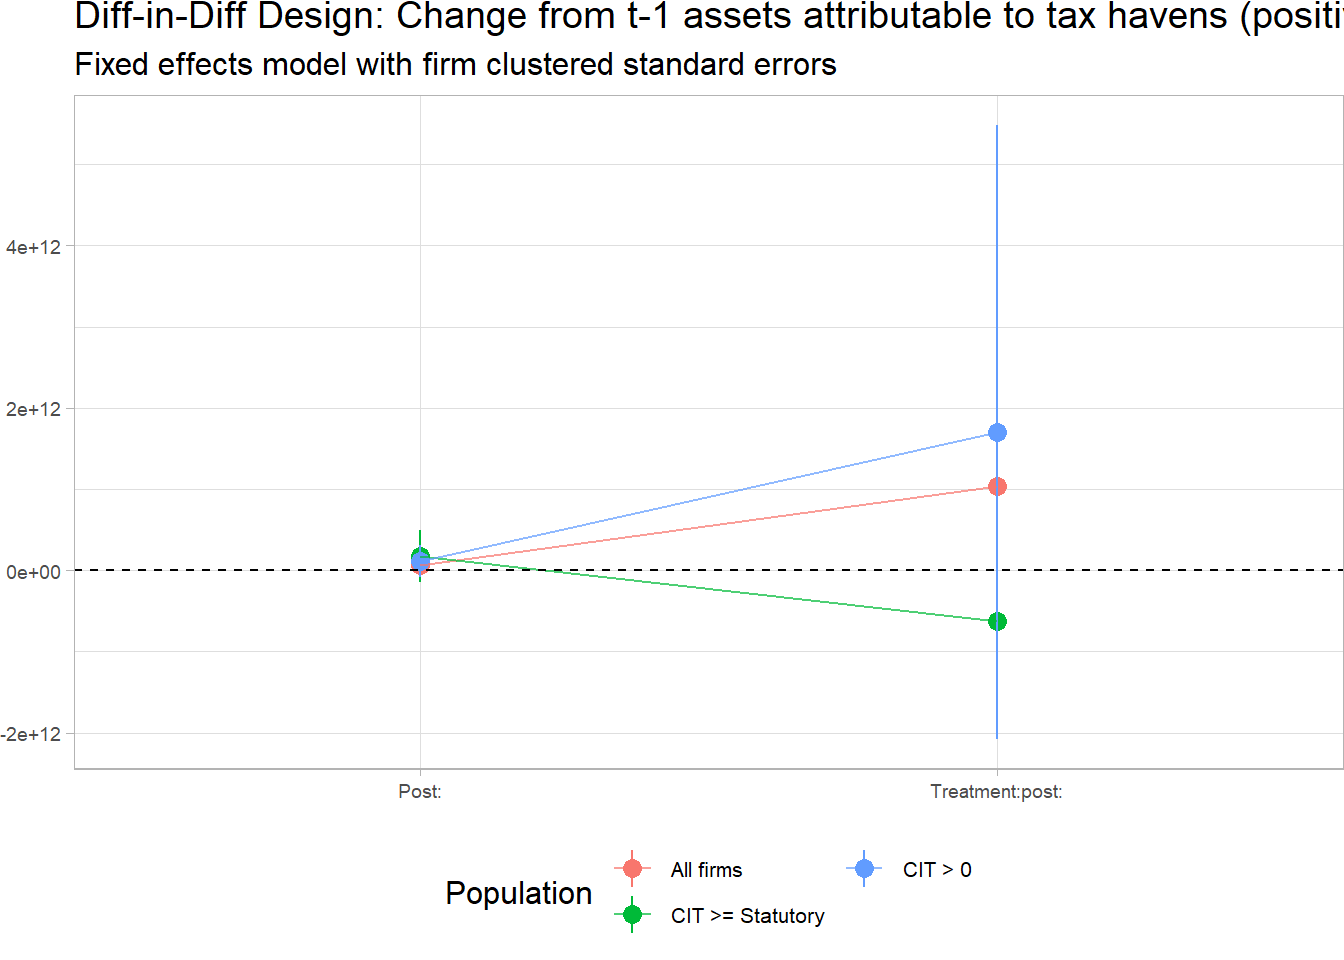 Diff-in-Diff Design: Change from t-1 assets attributable to tax havens
Fixed effects model with firm clustered standard errors
4e+12
2e+12
0e+00
-2e+12
Post:
Treatment:post:
Population
All firms
CIT > 0
CIT >= Statutory